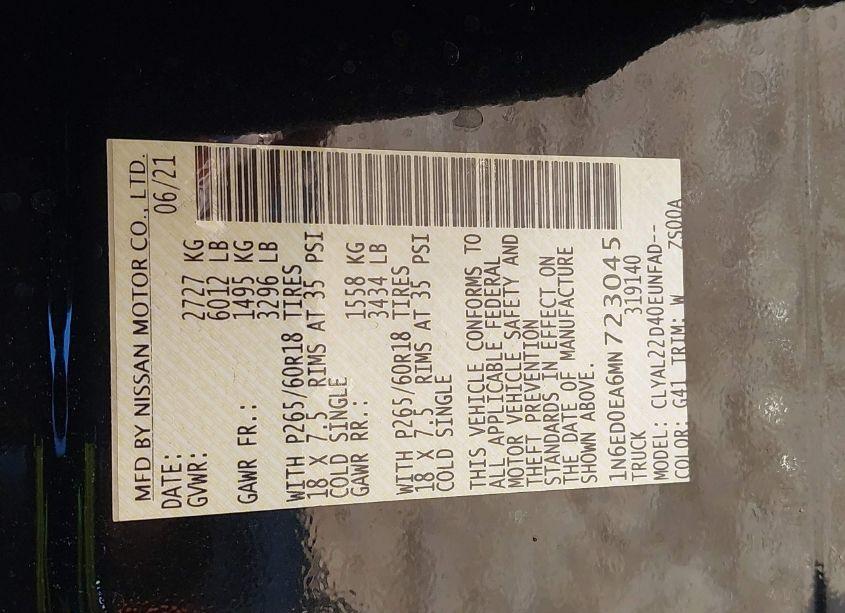 MFD BY NISSAN MOTOR CO., LTD.
DATE: 06/21
GVWR: 2727 KG
6012 LB
GAWR FR.: 1495 KG
3296 LB
WITH P265/60R18 TIRES
18 X 7.5 RIMS AT 35 PSI
COLD SINGLE
GAWR RR.: 1558 KG
3434 LB
WITH P265/60R18 TIRES
18 X 7.5 RIMS AT 35 PSI
COLD SINGLE
THIS VEHICLE CONFORMS TO
ALL APPLICABLE FEDERAL
MOTOR VEHICLE SAFETY AND
THEFT PREVENTION
STANDARDS IN EFFECT ON
THE DATE OF MANUFACTURE
SHOWN ABOVE.
1N6ED0EA6MN723045
TRUCK 319140
MODEL: CLYAL22D40EUNFAD--
COLOR: G41 TRIM: W ZS00A